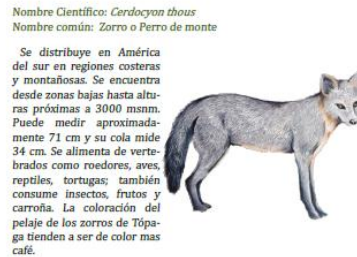 Nombre Científico: Cerdocyon thous
Nombre común: Zorro o Perro de monte
Se distribuye en América
del sur en regiones costeras
y montañosas. Se encuentra
desde zonas bajas hasta altu-
ras próximas a 3000 msnm.
Puede medir aproximada-
mente 71 cm y su cola mide
34 cm. Se alimenta de verte-
brados como roedores, aves,
reptiles, tortugas; también
consume insectos, frutos y
carroña. La coloración del
pelaje de los zorros de Tópa-
ga tienden a ser de color mas
café.